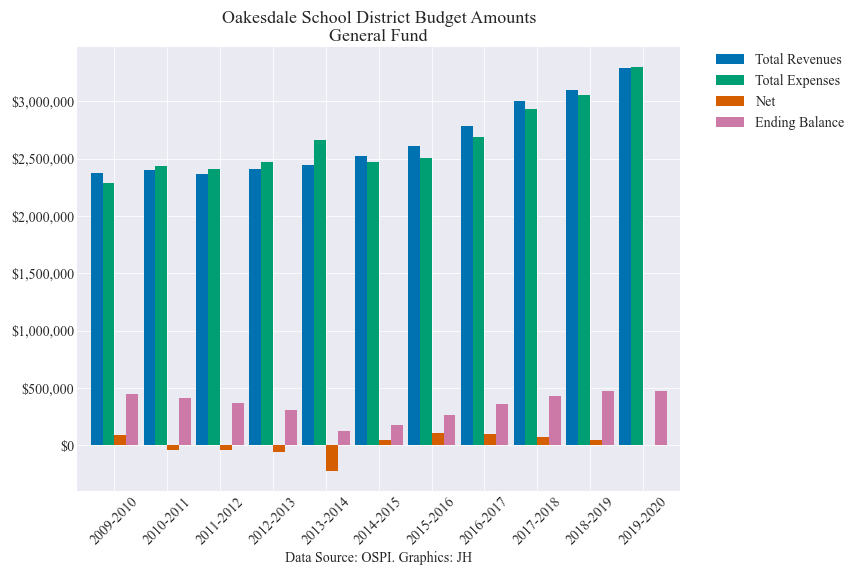 Oakesdale School District Budget Amounts
General Fund
Total Revenues
Total Expenses
Net
Ending Balance
$3,000,000
$2,500,000
$2,000,000
$1,500,000
$1,000,000
$500,000
$0
2009-2010
2010-2011
2011-2012
2012-2013
2013-2014
2014-2015
2015-2016
2016-2017
2017-2018
2018-2019
2019-2020
Data Source: OSPI. Graphics: JH